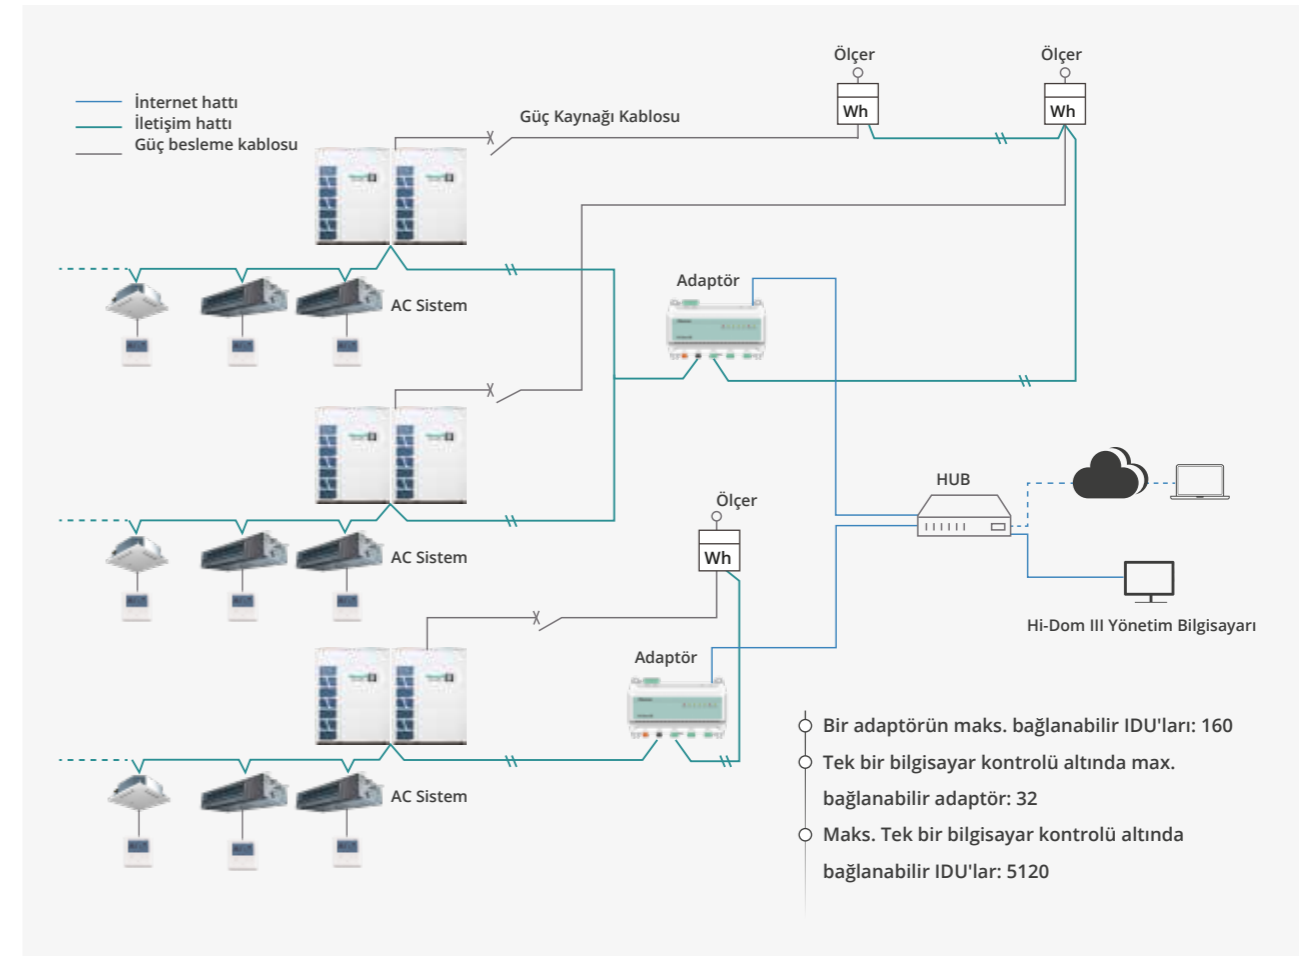 Ölçer
Ölçer
İnternet hattı
İletişim hattı
Güç besleme kablosu
Güç Kaynağı Kablosu
Wh
Wh
Adaptör
AC Sistem
HUB
Ölçer
Wh
AC Sistem
Hi-Dom III Yönetim Bilgisayarı
Adaptör
Bir adaptörün maks. bağlanabilir IDU'ları: 160
Tek bir bilgisayar kontrolü altında max.
bağlanabilir adaptör: 32
AC Sistem
Maks. Tek bir bilgisayar kontrolü altında
bağlanabilir IDU'lar: 5120